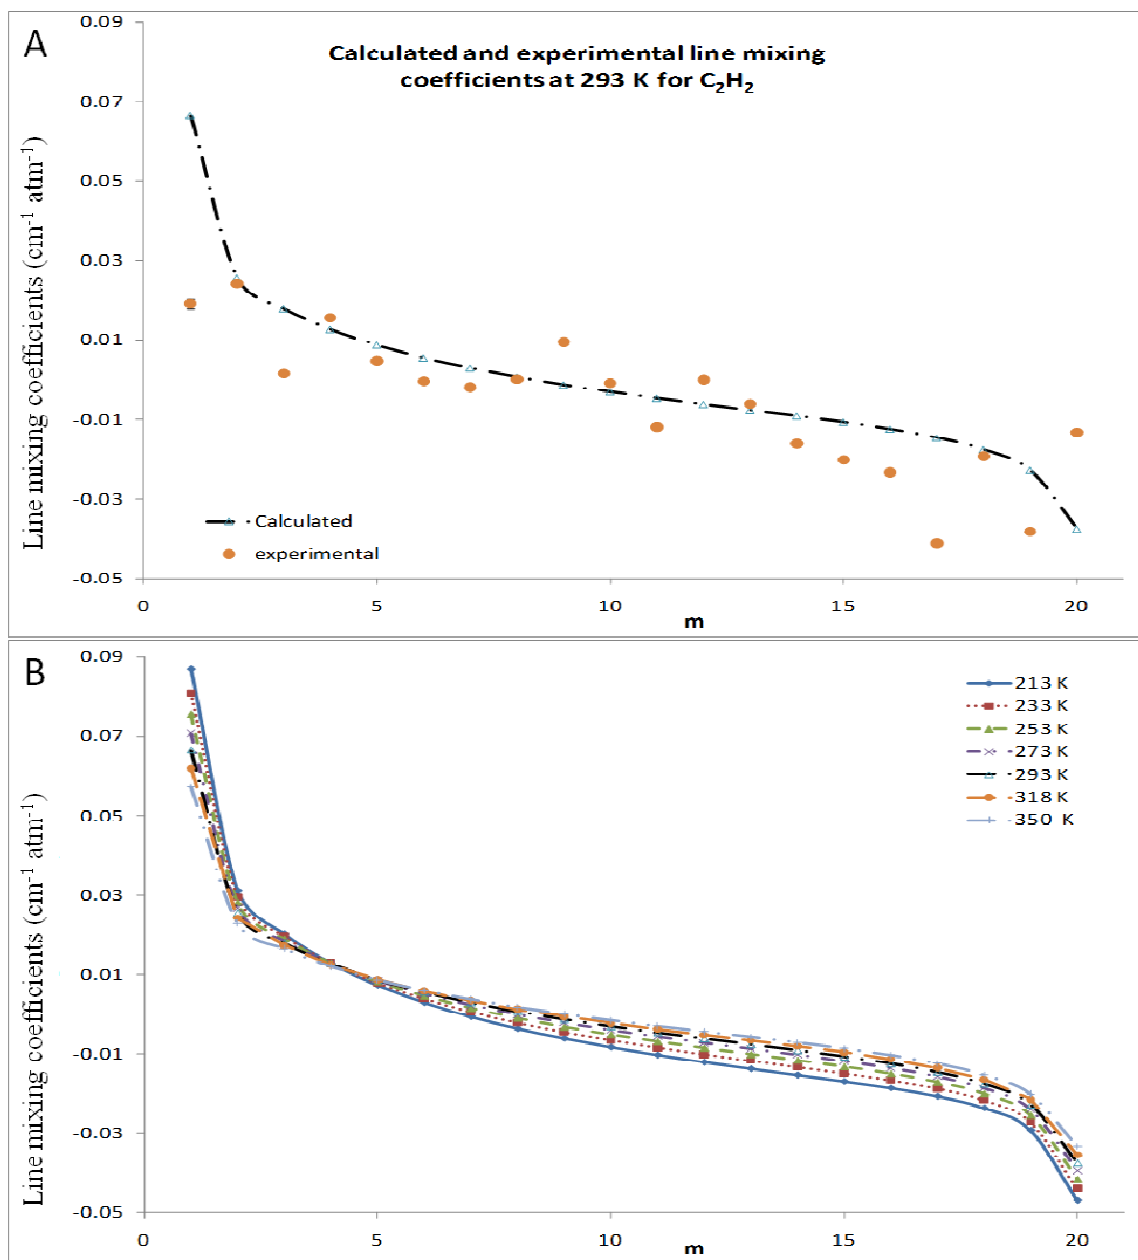 A
Calculated and experimental line mixing
coefficients at 293 K for C₂H₂
Line mixing coefficients (cm⁻¹ atm⁻¹)
0.09
0.07
0.05
0.03
0.01
-0.01
-0.03
-0.05
Calculated
experimental
0 5 10 15 20
m
B
Line mixing coefficients (cm⁻¹ atm⁻¹)
0.09
0.07
0.05
0.03
0.01
-0.01
-0.03
-0.05
213 K
233 K
253 K
273 K
293 K
318 K
350 K
0 5 10 15 20
m